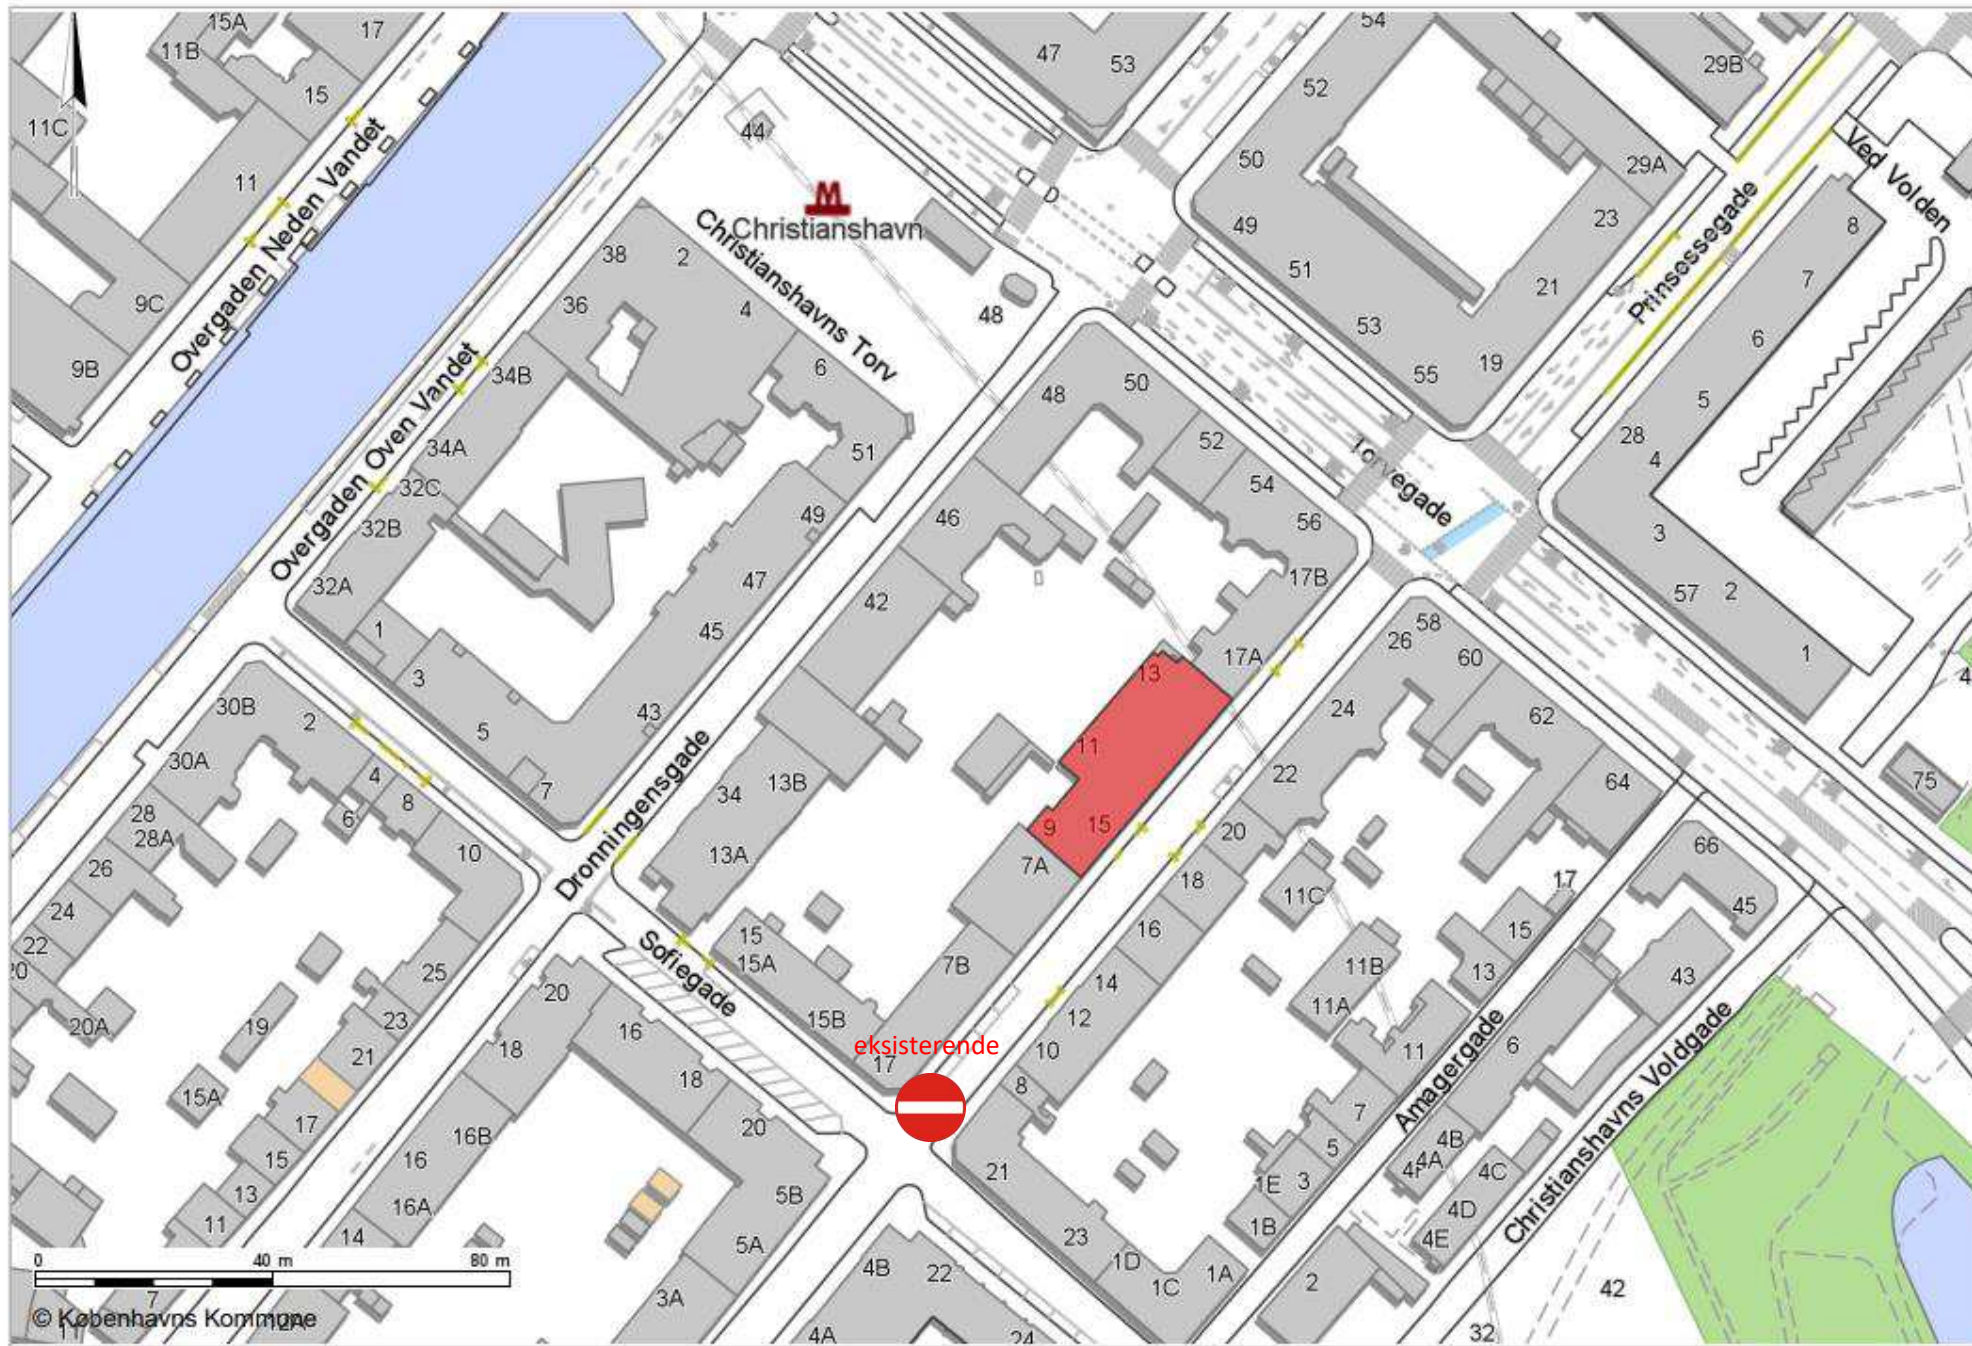 15A
17
11B
15
11C
11
9C
9B
Overgaden Neden Vandet
44
M
Christianshavn
Christianshavns Torv
38
2
36
4
6
34B
34A
32C
32B
32A
51
49
47
45
43
1
3
5
7
Overgaden Oven Vandet
48
47
53
54
52
50
49
51
53
55
29B
29A
23
21
19
Prinsessegade
Ved Volden
8
7
6
5
28
4
3
57
2
1
4
75
Torvegade
48
50
52
54
56
17B
17A
46
42
13
11
9
15
7A
7B
34
13B
13A
15
15A
15B
17
Dronningensgade
Sofiegade
eksisterende
30B
2
30A
4
8
6
28
28A
10
26
24
22
20
20A
19
15A
25
23
21
17
15
13
11
20
18
16
16B
16
16A
14
18
20
5B
5A
3A
4B
22
4A
24
58
26
60
24
62
22
64
20
18
16
14
12
10
8
21
23
1D
1C
1A
1B
1E
3
5
7
11
11A
11B
11C
13
15
17
66
45
43
6
4B
4A
4F
4C
4D
4E
2
Amagergade
Christianshavns Voldgade
42
32
0 40 m 80 m
7
© Københavns Kommune
12A